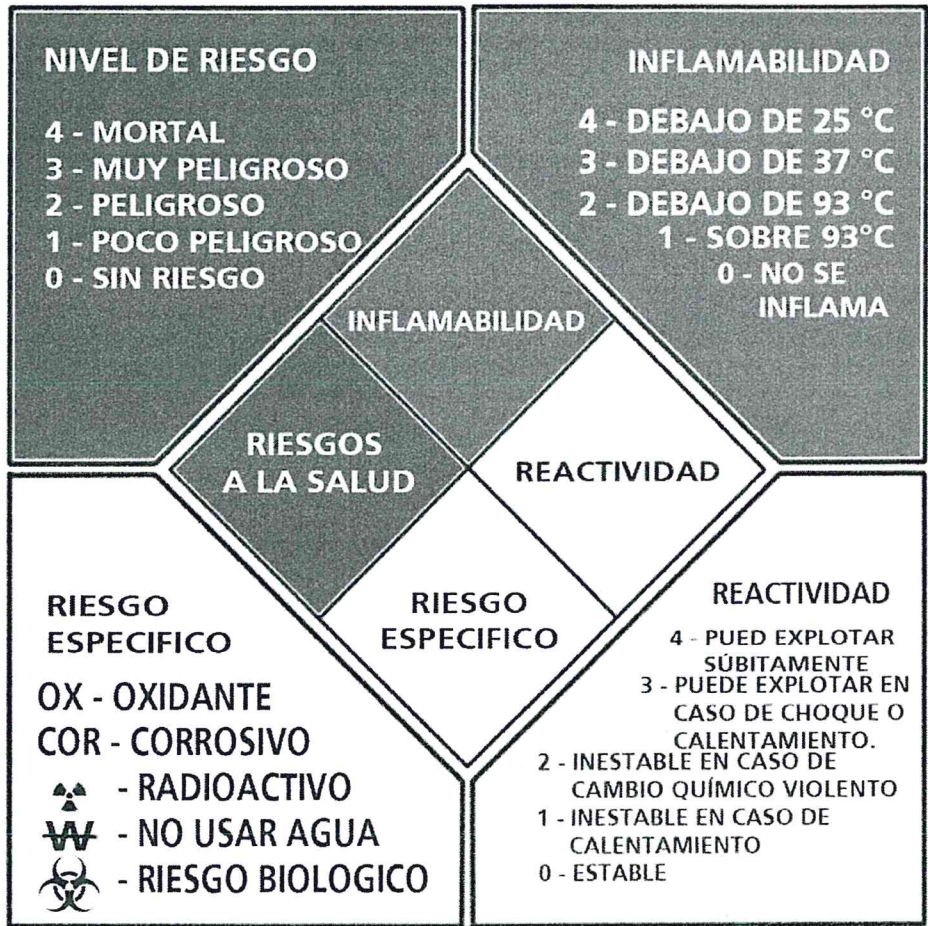 NIVEL DE RIESGO
4 - MORTAL
3 - MUY PELIGROSO
2 - PELIGROSO
1 - POCO PELIGROSO
0 - SIN RIESGO
INFLAMABILIDAD
4 - DEBAJO DE 25 °C
3 - DEBAJO DE 37 °C
2 - DEBAJO DE 93 °C
1 - SOBRE 93°C
0 - NO SE
INFLAMA
INFLAMABILIDAD
RIESGOS
A LA SALUD
REACTIVIDAD
RIESGO
ESPECIFICO
RIESGO
ESPECIFICO
OX - OXIDANTE
COR - CORROSIVO
- RADIOACTIVO
W - NO USAR AGUA
- RIESGO BIOLOGICO
REACTIVIDAD
4 - PUED EXPLOTAR
SÚBITAMENTE
3 - PUEDE EXPLOTAR EN
CASO DE CHOQUE O
CALENTAMIENTO.
2 - INESTABLE EN CASO DE
CAMBIO QUÍMICO VIOLENTO
1 - INESTABLE EN CASO DE
CALENTAMIENTO
0 - ESTABLE